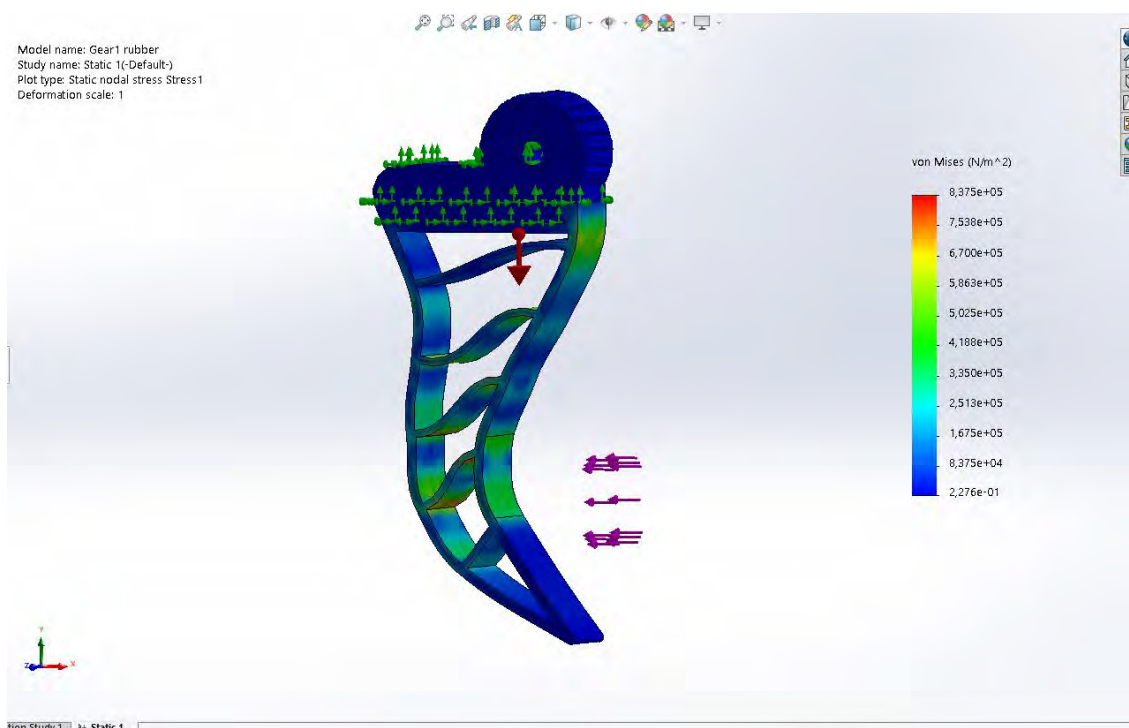 Model name: Gear1 rubber
Study name: Static 1(-Default-)
Plot type: Static nodal stress Stress1
Deformation scale: 1
von Mises (N/m^2)
8,375e+05
7,538e+05
6,700e+05
5,863e+05
5,025e+05
4,188e+05
3,350e+05
2,513e+05
1,675e+05
8,375e+04
2,276e-01
Y
Z
X
Study 1
Static 1